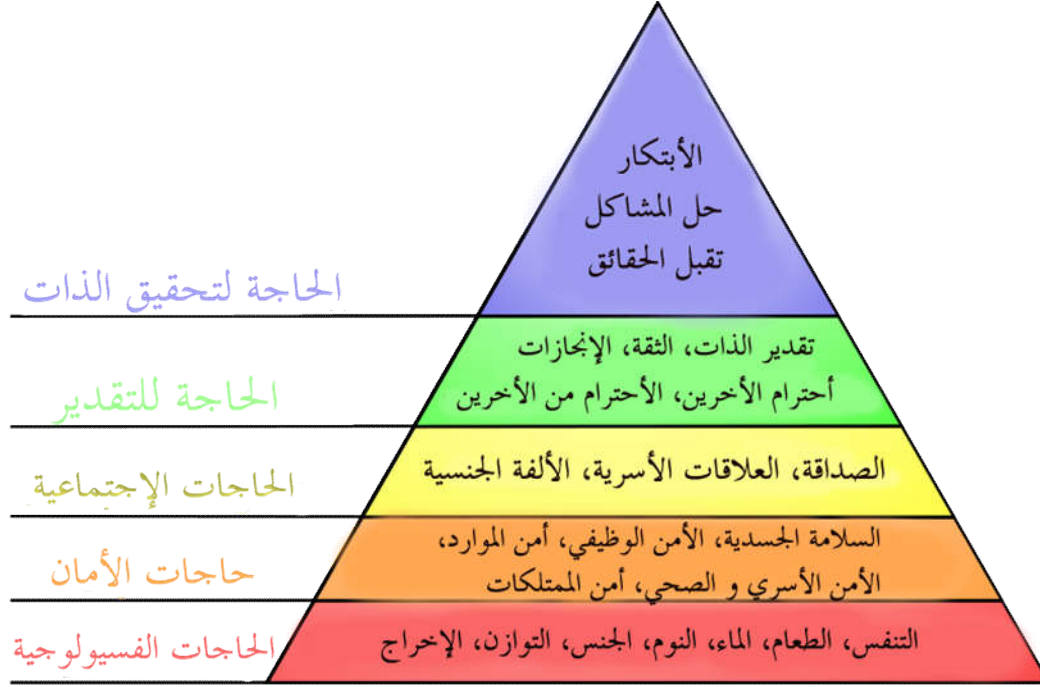 الأبتكار
حل المشاكل
تقبل الحقائق
الحاجة لتحقيق الذات
تقدير الذات، الثقة، الإنجازات
أحترام الأخرين، الأحترام من الأخرين
الحاجة للتقدير
الصداقة، العلاقات الأسرية، الألفة الجنسية
الحاجات الإجتماعية
السلامة الجسدية، الأمن الوظيفي، أمن الموارد،
الأمن الأسري و الصحي، أمن الممتلكات
حاجات الأمان
التنفس، الطعام، الماء، النوم، الجنس، التوازن، الإخراج
الحاجات الفسيولوجية